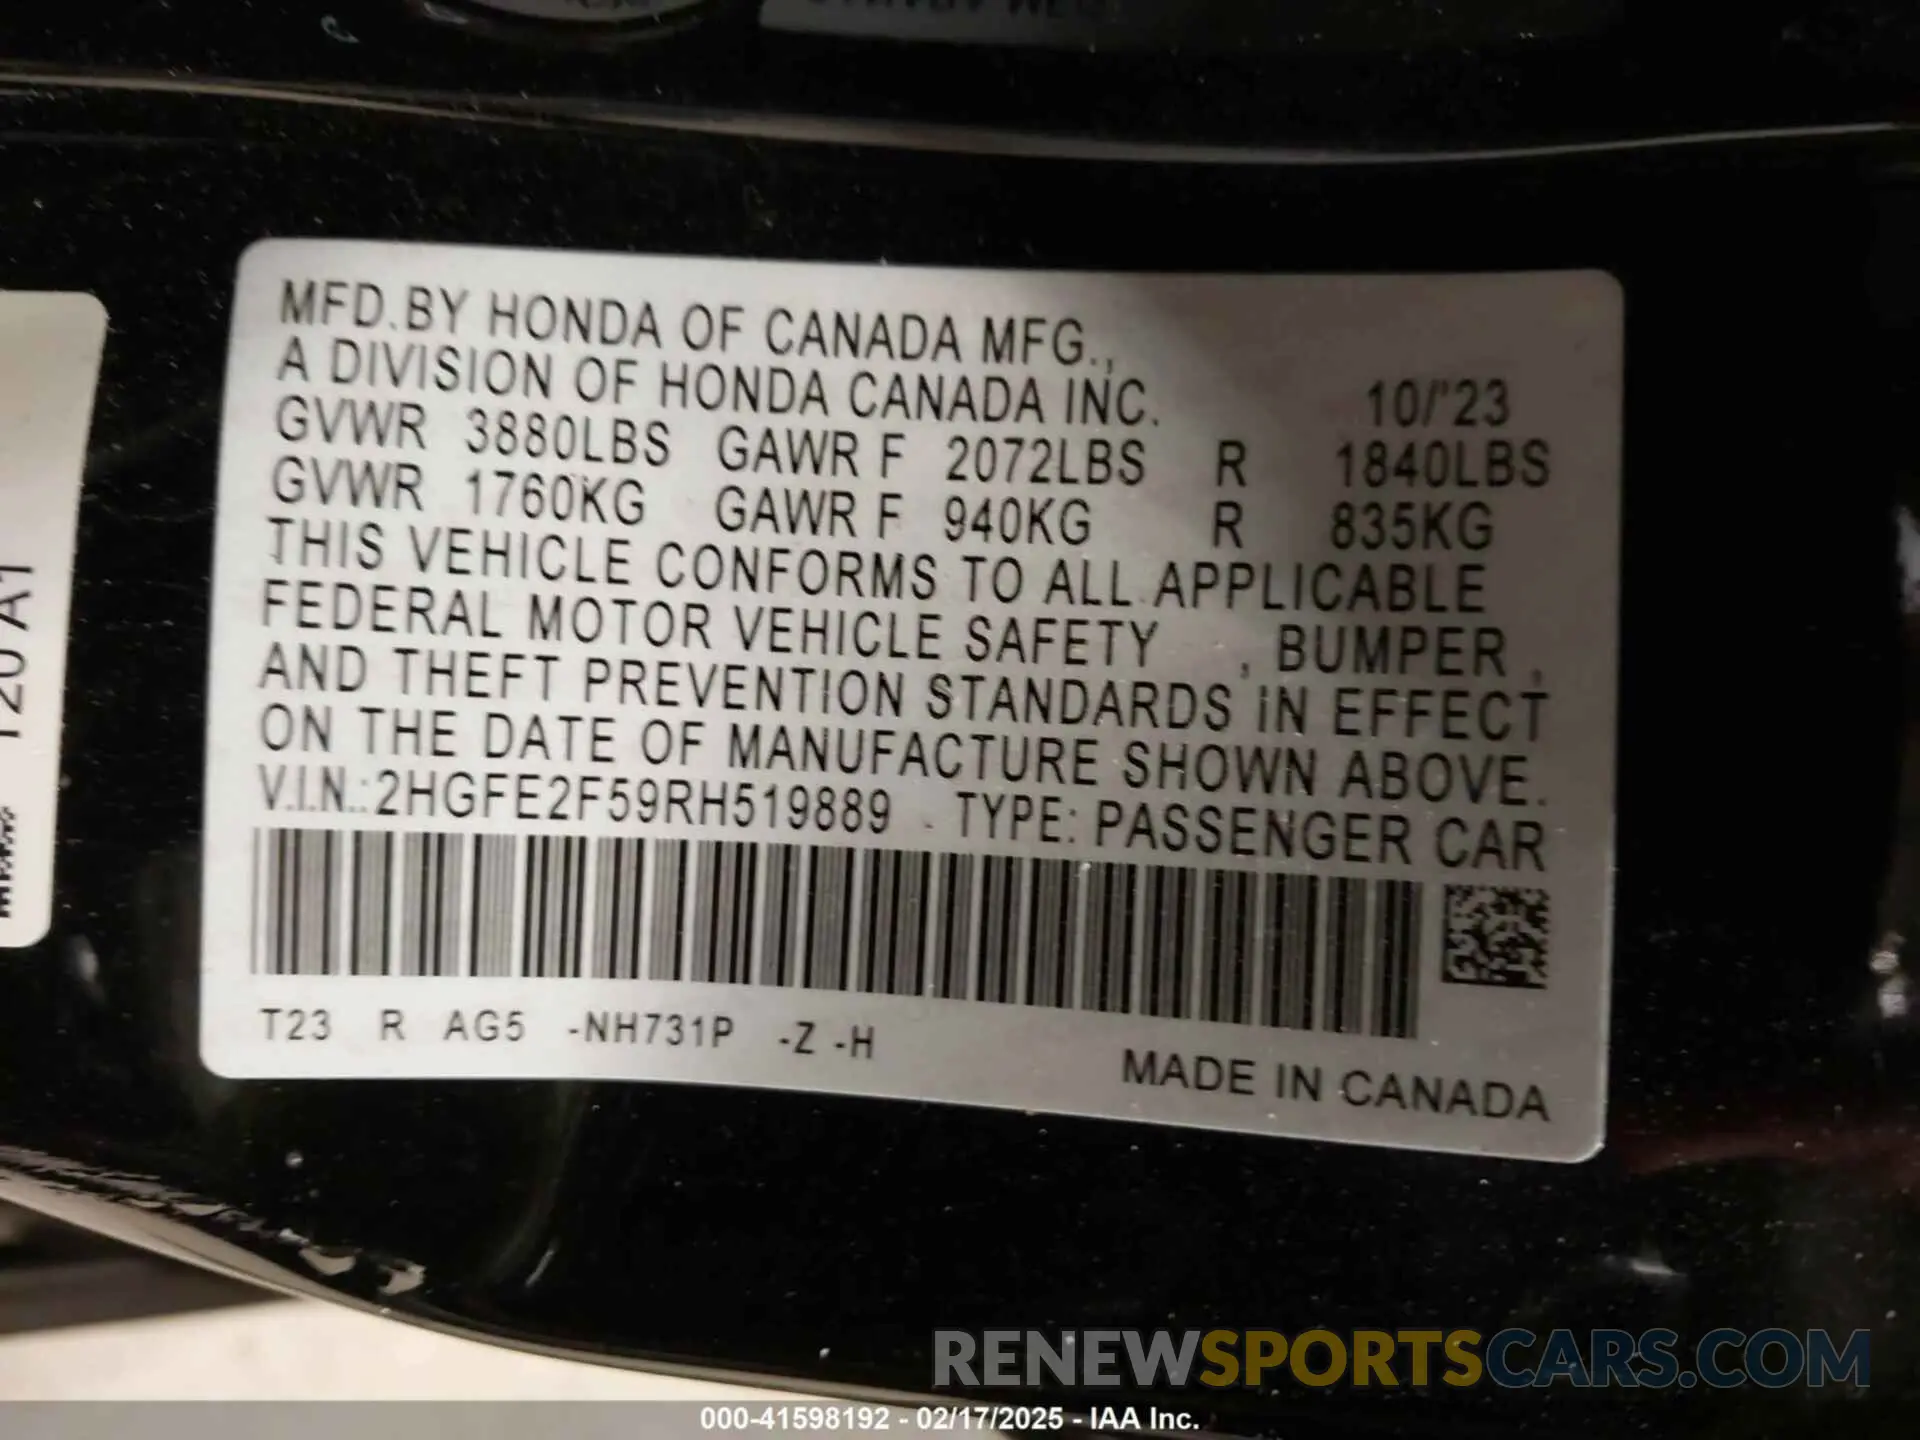 MFD.BY HONDA OF CANADA MFG.,
A DIVISION OF HONDA CANADA INC. 10/'23
GVWR 3880LBS GAWR F 2072LBS R 1840LBS
GVWR 1760KG GAWR F 940KG R 835KG
THIS VEHICLE CONFORMS TO ALL APPLICABLE
FEDERAL MOTOR VEHICLE SAFETY , BUMPER ,
AND THEFT PREVENTION STANDARDS IN EFFECT
ON THE DATE OF MANUFACTURE SHOWN ABOVE.
V.I.N.:2HGFE2F59RH519889 TYPE: PASSENGER CAR
T23 R AG5 -NH731P -Z -H
MADE IN CANADA
120 A1
RENEWSPORTSCARS.COM
000-41598192 - 02/17/2025 - IAA Inc.